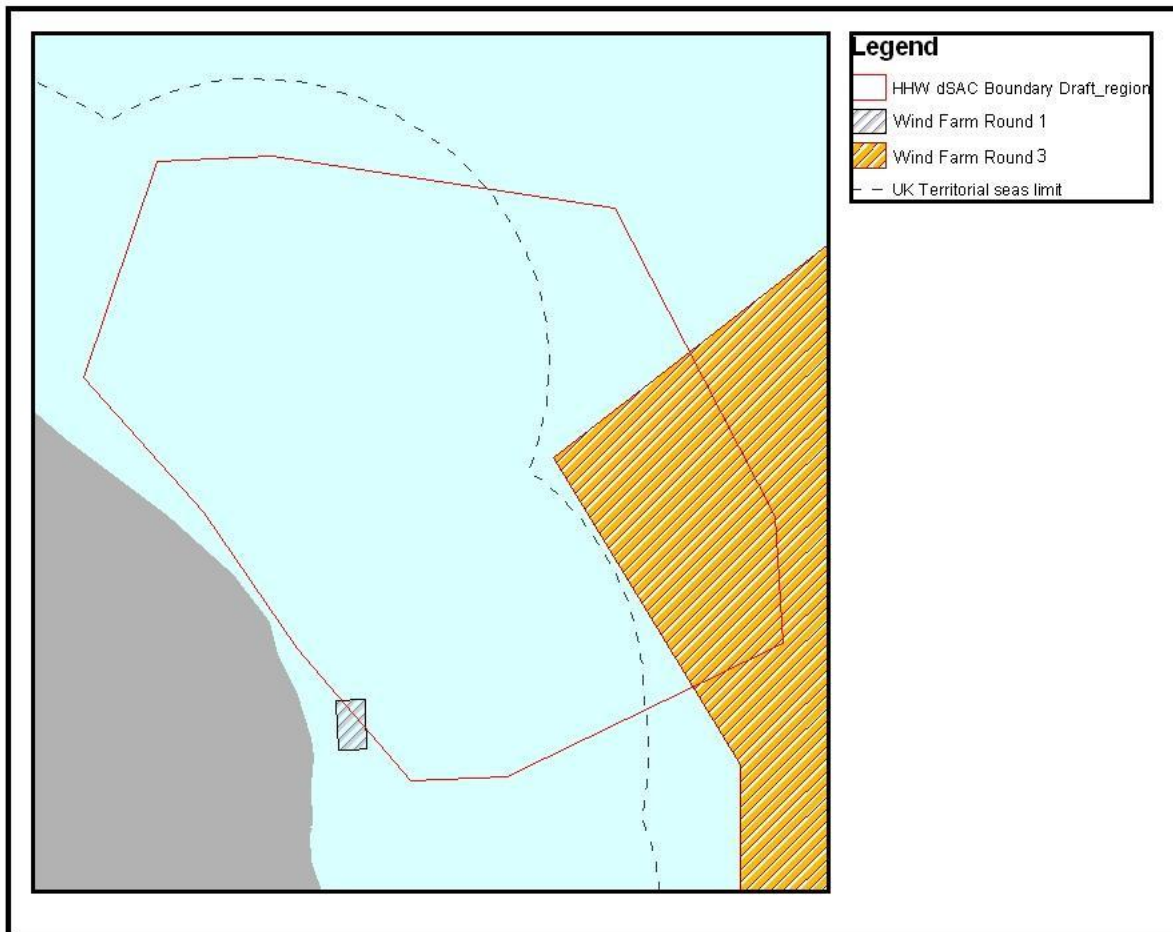 Legend
HHW dSAC Boundary Draft_region
Wind Farm Round 1
Wind Farm Round 3
UK Territorial seas limit